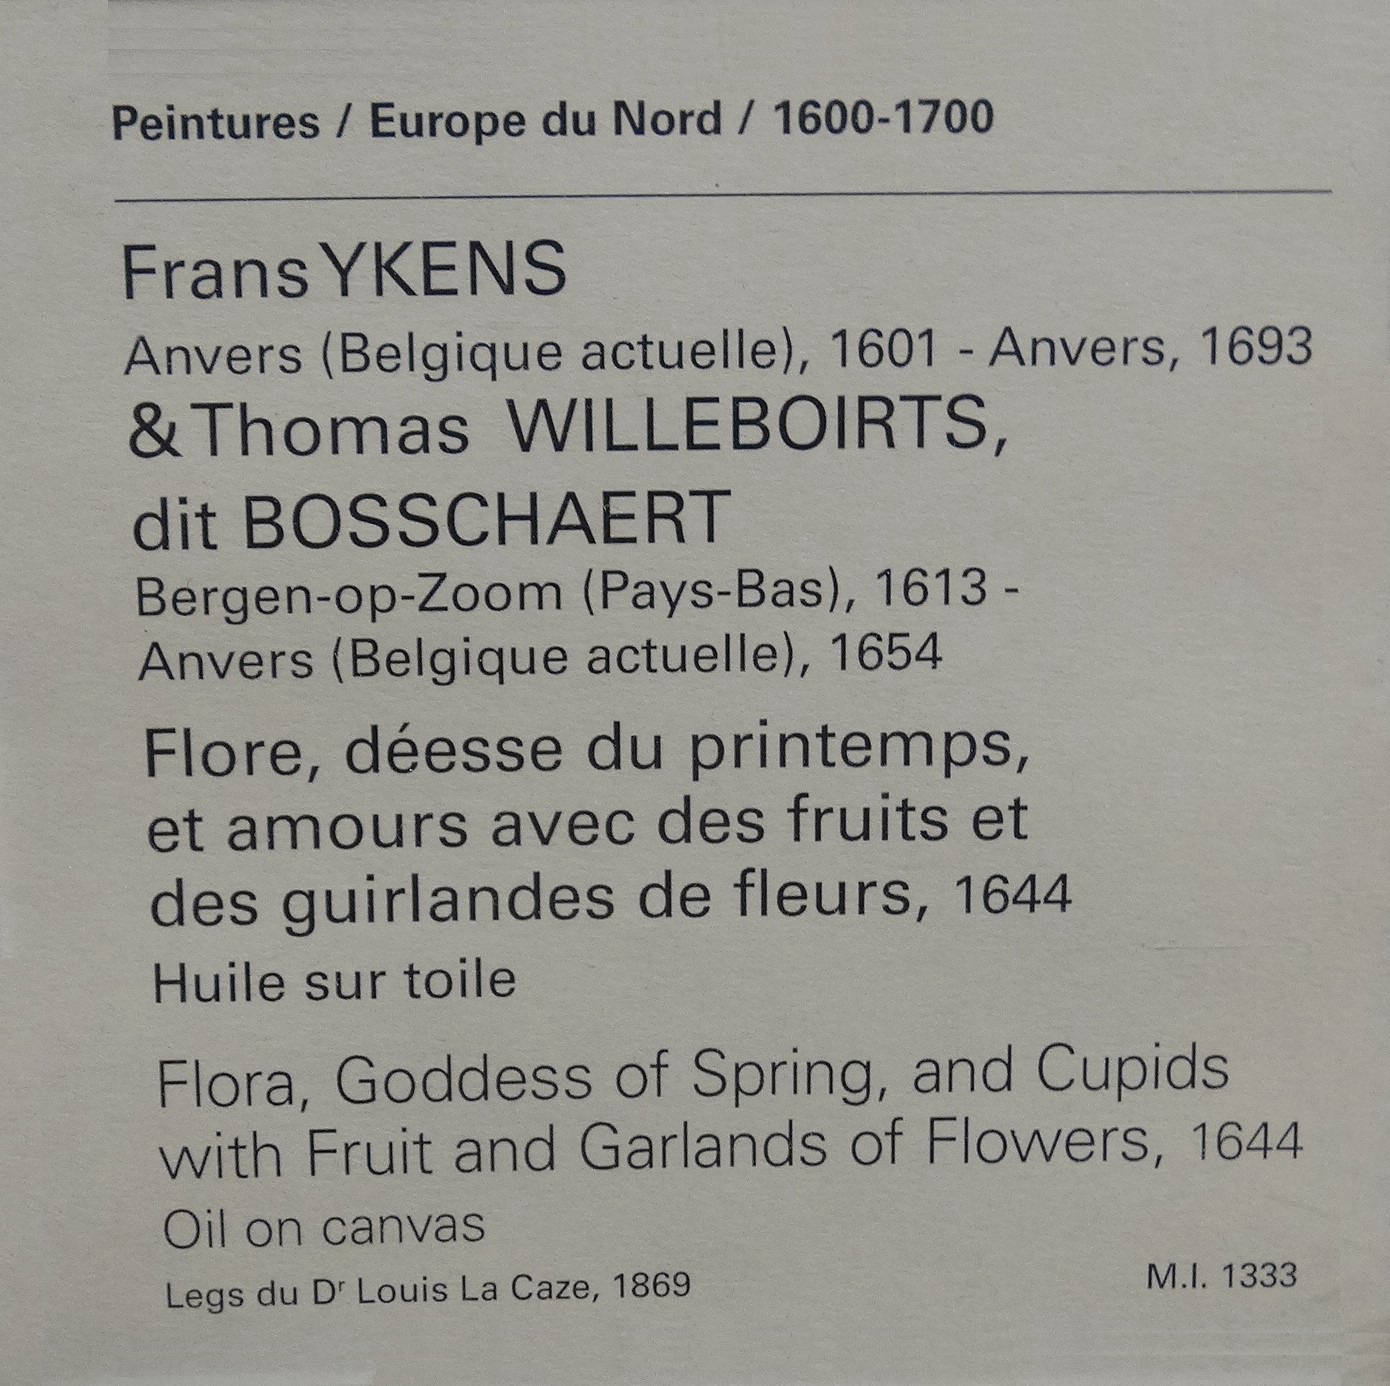 Peintures / Europe du Nord / 1600-1700
Frans YKENS
Anvers (Belgique actuelle), 1601 - Anvers, 1693
& Thomas WILLEBOIRTS,
dit BOSSCHAERT
Bergen-op-Zoom (Pays-Bas), 1613 -
Anvers (Belgique actuelle), 1654
Flore, déesse du printemps,
et amours avec des fruits et
des guirlandes de fleurs, 1644
Huile sur toile
Flora, Goddess of Spring, and Cupids
with Fruit and Garlands of Flowers, 1644
Oil on canvas
Legs du Dʳ Louis La Caze, 1869
M.I. 1333